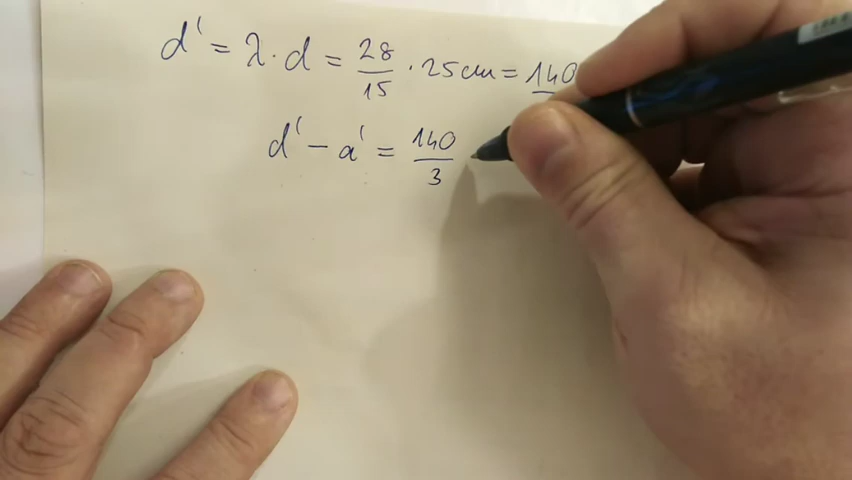 d' = λ · d = 28/15 · 25 cm = 140
d' - a' = 140/3